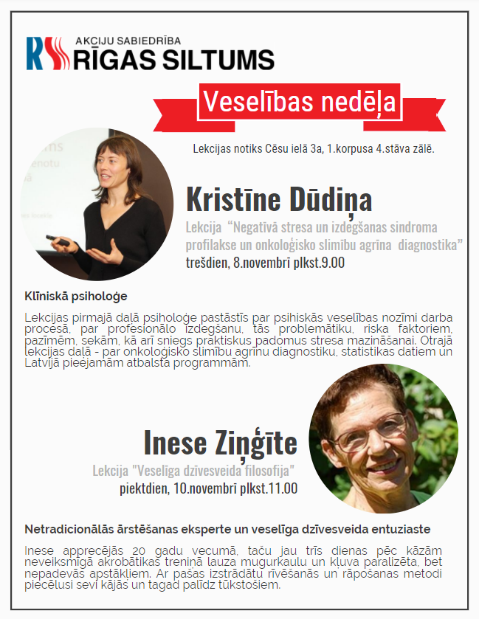 AKCIJU SABIEDRĪBA
RĪGAS SILTUMS
Veselības nedēļa
Lekcijas notiks Cēsu ielā 3a, 1.korpusa 4.stāva zālē.
Kristīne Dūdiņa
Lekcija “Negatīvā stresa un izdegšanas sindroma
profilakse un onkoloģisko slimību agrīna diagnostika”
trešdien, 8.novembrī plkst.9.00
Klīniskā psiholoģe
Lekcijas pirmajā daļā psiholoģe pastāstīs par psihiskās veselības nozīmi darba
procesā, par profesionālo izdegšanu, tās problemātiku, riska faktoriem,
pazīmēm, sekām, kā arī sniegs praktiskus padomus stresa mazināšanai. Otrajā
lekcijas daļā - par onkoloģisko slimību agrīnu diagnostiku, statistikas datiem un
Latvijā pieejamām atbalsta programmām.
Inese Ziņģīte
Lekcija "Veselīga dzīvesveida filosofija"
piektdien, 10.novembrī plkst.11.00
Netradicionālās ārstēšanas eksperte un veselīga dzīvesveida entuziaste
Inese apprecējās 20 gadu vecumā, taču jau trīs dienas pēc kāzām
neveiksmīgā akrobātikas treniņā lauza mugurkaulu un kļuva paralizēta, bet
nepadevās apstākļiem. Ar pašas izstrādātu rīvēšanās un rāpošanas metodi
piecēlusi sevi kājās un tagad palīdz tūkstošiem.